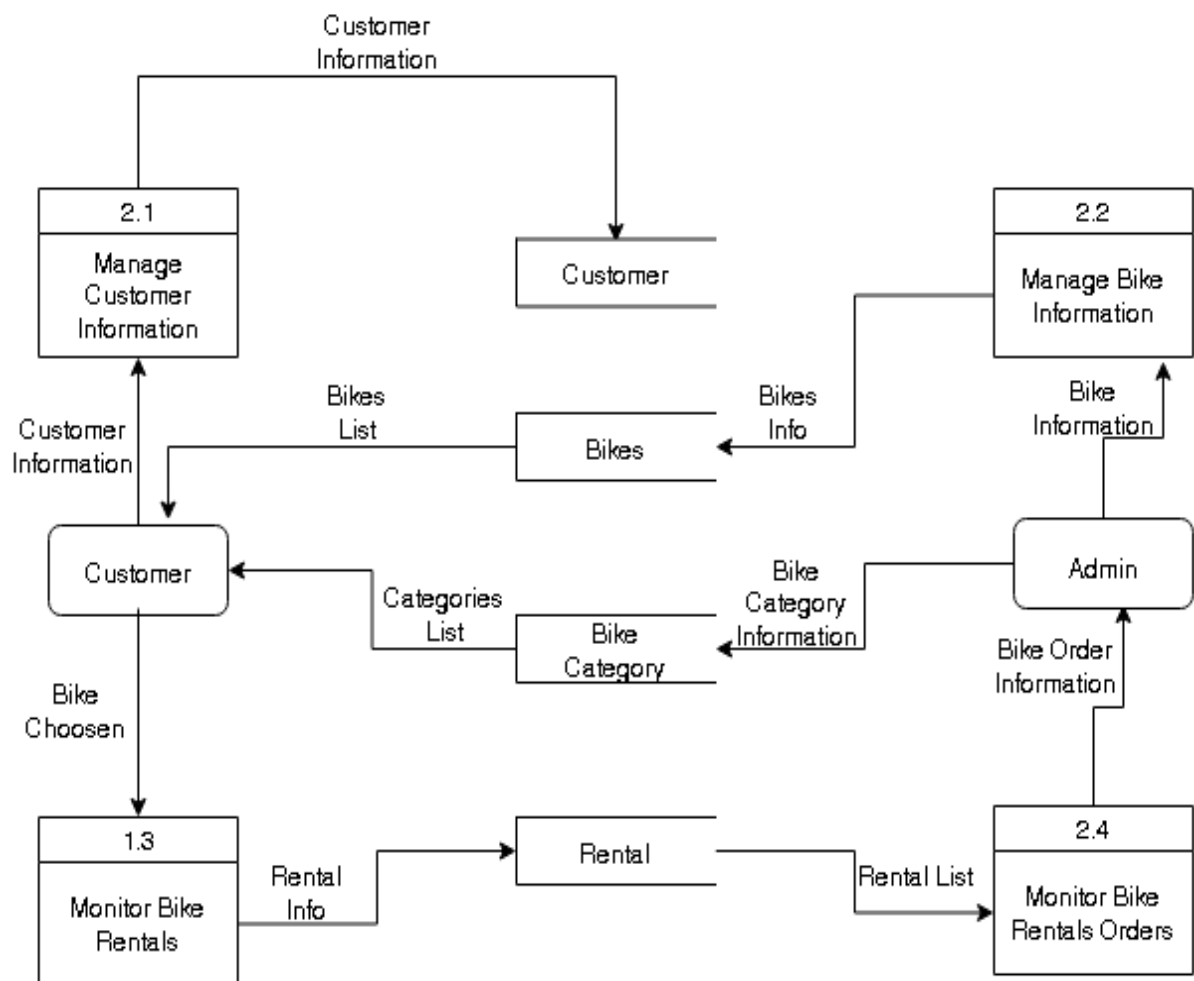 Customer
Information
2.1
Manage
Customer
Information
Customer
2.2
Manage Bike
Information
Customer
Information
Bikes
List
Bikes
Bikes
Info
Bike
Information
Customer
Categories
List
Bike
Category
Bike
Category
Information
Admin
Bike
Choosen
Bike Order
Information
1.3
Monitor Bike
Rentals
Rental
Info
Rental
Rental List
2.4
Monitor Bike
Rentals Orders